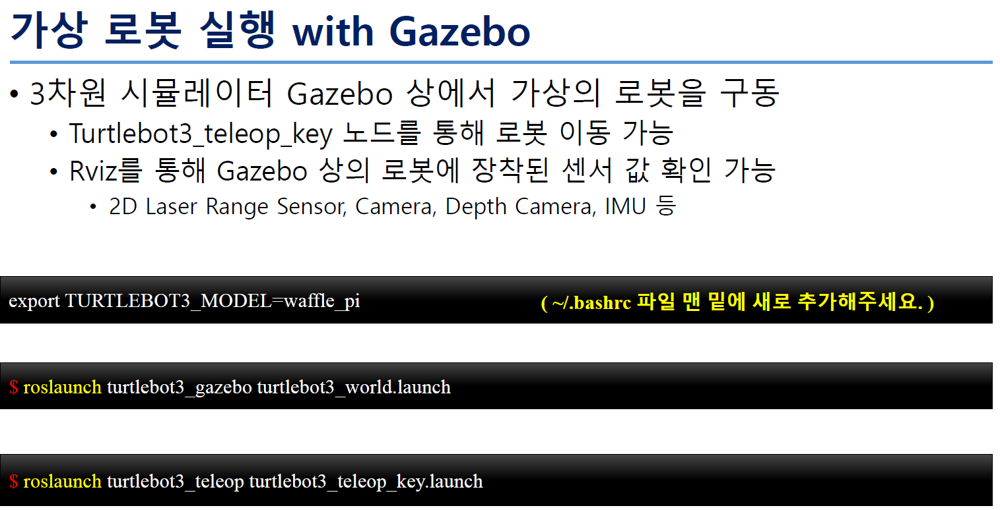 가상 로봇 실행 with Gazebo
• 3차원 시뮬레이터 Gazebo 상에서 가상의 로봇을 구동
• Turtlebot3_teleop_key 노드를 통해 로봇 이동 가능
• Rviz를 통해 Gazebo 상의 로봇에 장착된 센서 값 확인 가능
• 2D Laser Range Sensor, Camera, Depth Camera, IMU 등
export TURTLEBOT3_MODEL=waffle_pi ( ~/.bashrc 파일 맨 밑에 새로 추가해주세요. )
$ roslaunch turtlebot3_gazebo turtlebot3_world.launch
$ roslaunch turtlebot3_teleop turtlebot3_teleop_key.launch